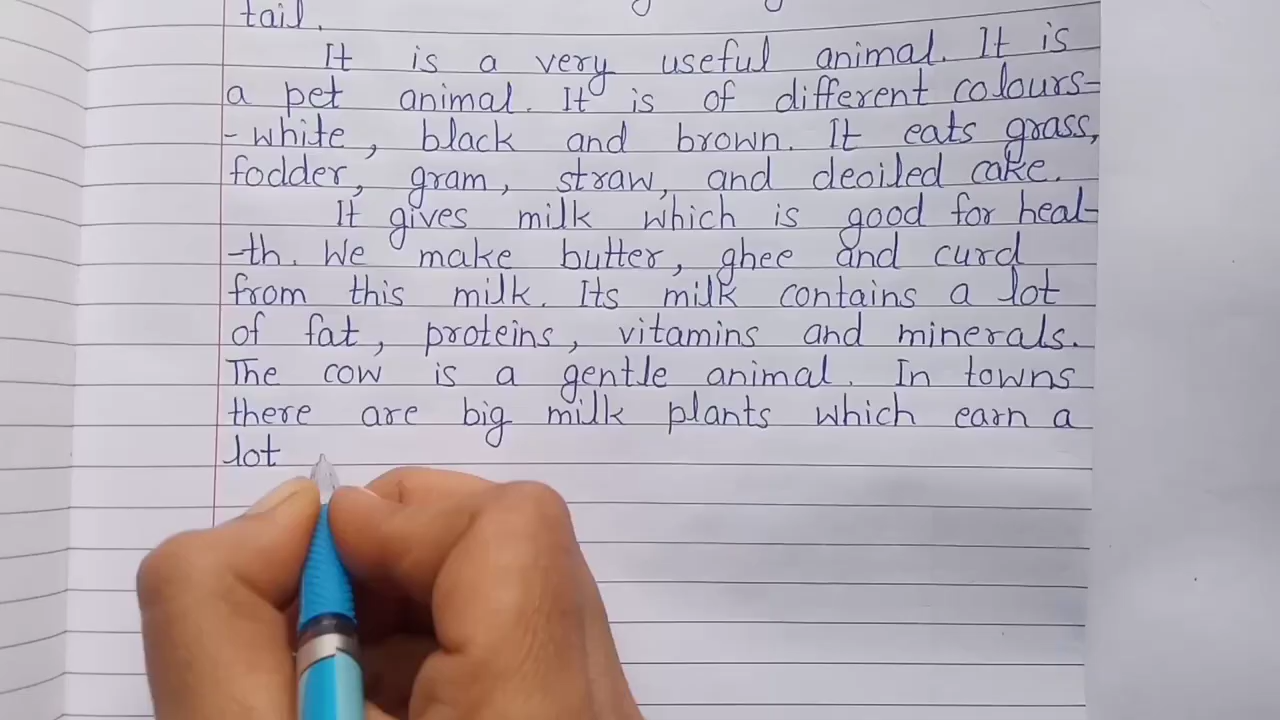 tail.
It is a very useful animal. It is
a pet animal. It is of different colours-
-white, black and brown. It eats grass,
fodder, gram, straw, and deoiled cake.
It gives milk which is good for heal-
-th. We make butter, ghee and curd
from this milk. Its milk contains a lot
of fat, proteins, vitamins and minerals.
The cow is a gentle animal. In towns
there are big milk plants which earn a
lot